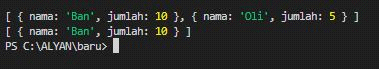 [ { nama: 'Ban', jumlah: 10 }, { nama: 'Oli', jumlah: 5 } ]
[ { nama: 'Ban', jumlah: 10 } ]
PS C:\ALYAN\baru>